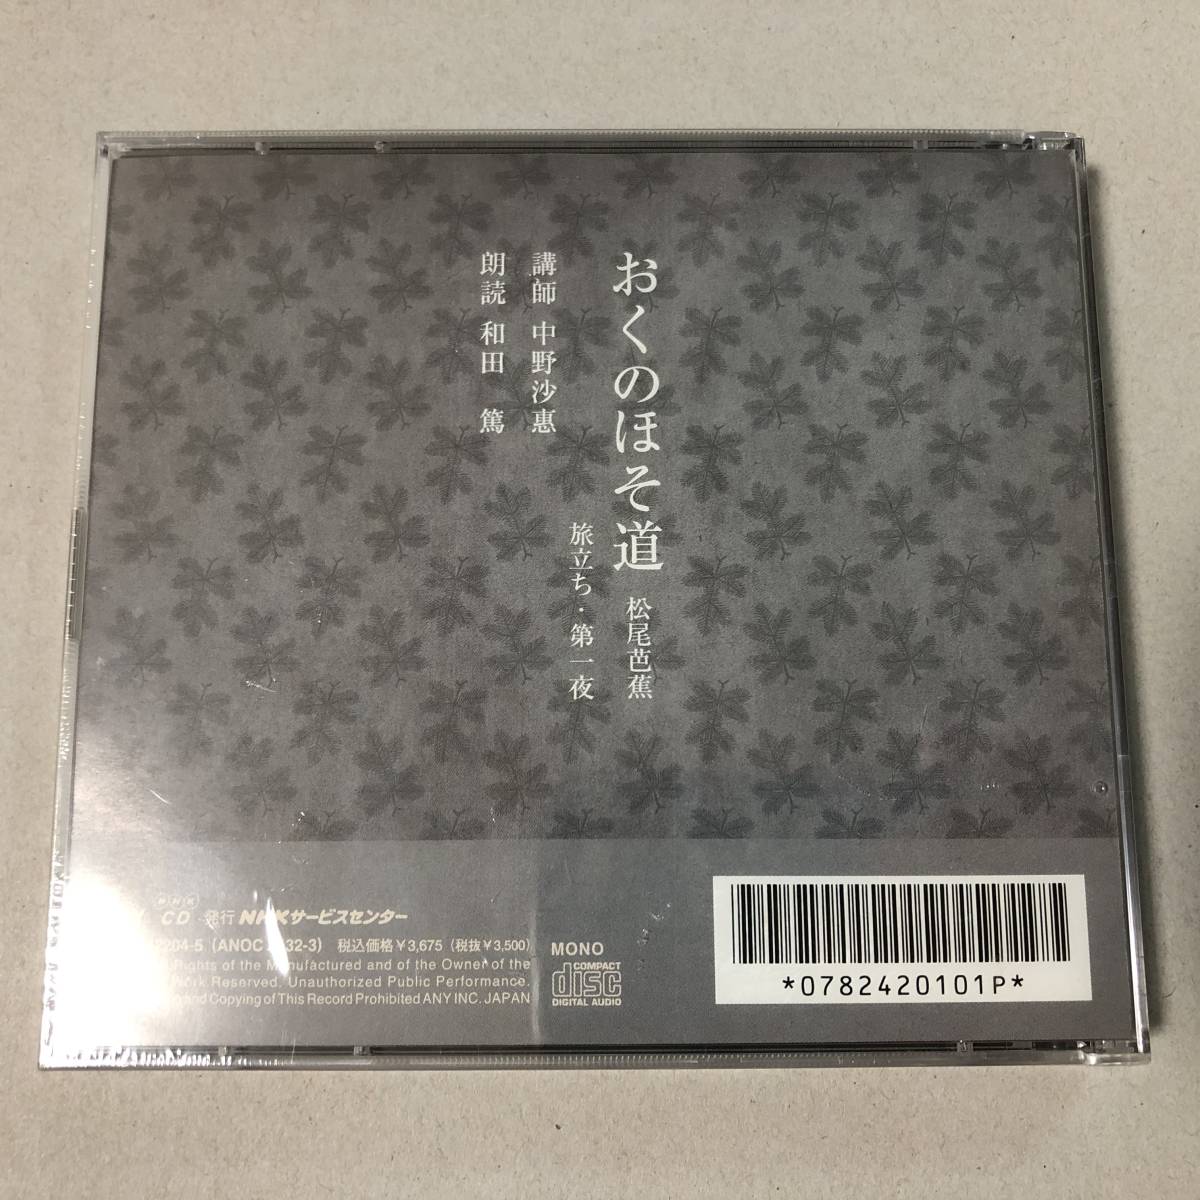 おくのほそ道 松尾芭蕉
旅立ち・第一夜
講師 中野沙惠
朗読 和田 篤
NHK
CD 発行 NHKサービスセンター
2204-5 (ANOC 32-3) 税込価格¥3,675 (税抜¥3,500)
Rights of the Manufactured and of the Owner of the
Work Reserved. Unauthorized Public Performance.
and Copying of This Record Prohibited ANY INC. JAPAN
MONO
COMPACT
disc
DIGITAL AUDIO
*0782420101P*